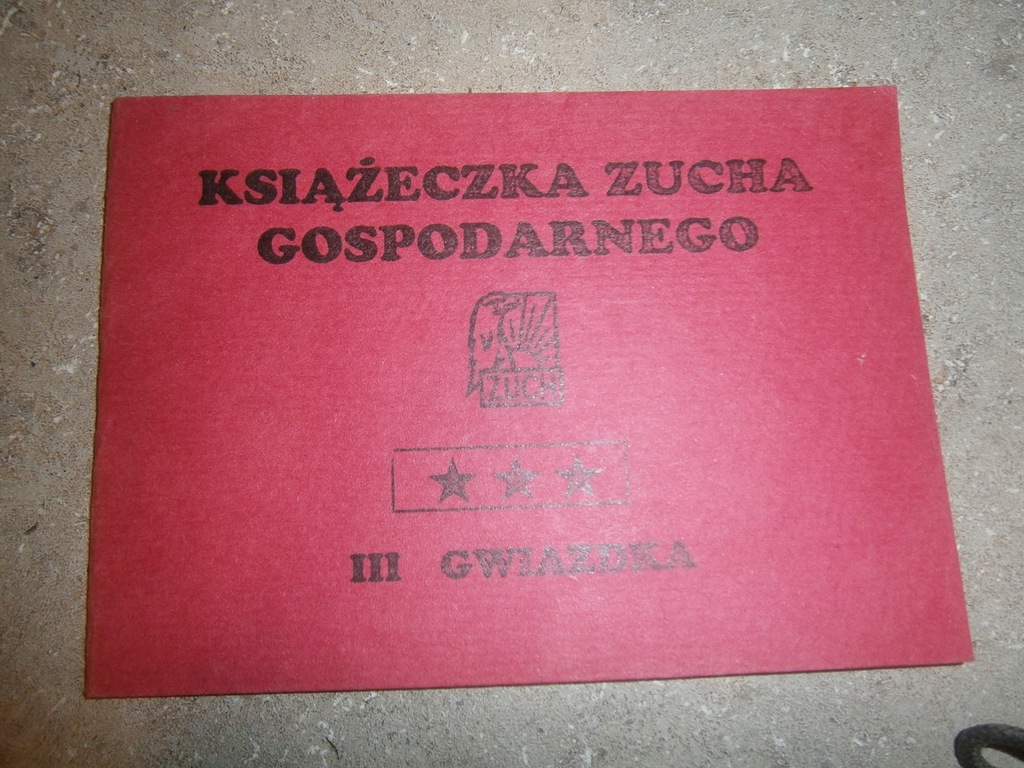 KSIĄŻECZKA ZUCHA
GOSPODARNEGO
ZUCH
III GWIAZDKA